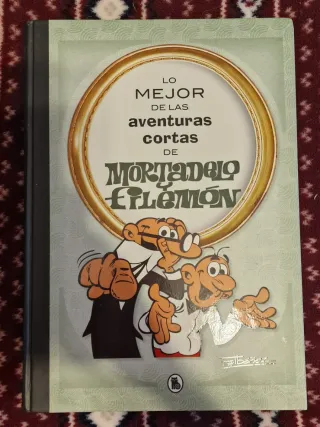 LO
MEJOR
DE LAS
aventuras
cortas
DE
MORTADELO
Y
FILEMÓN